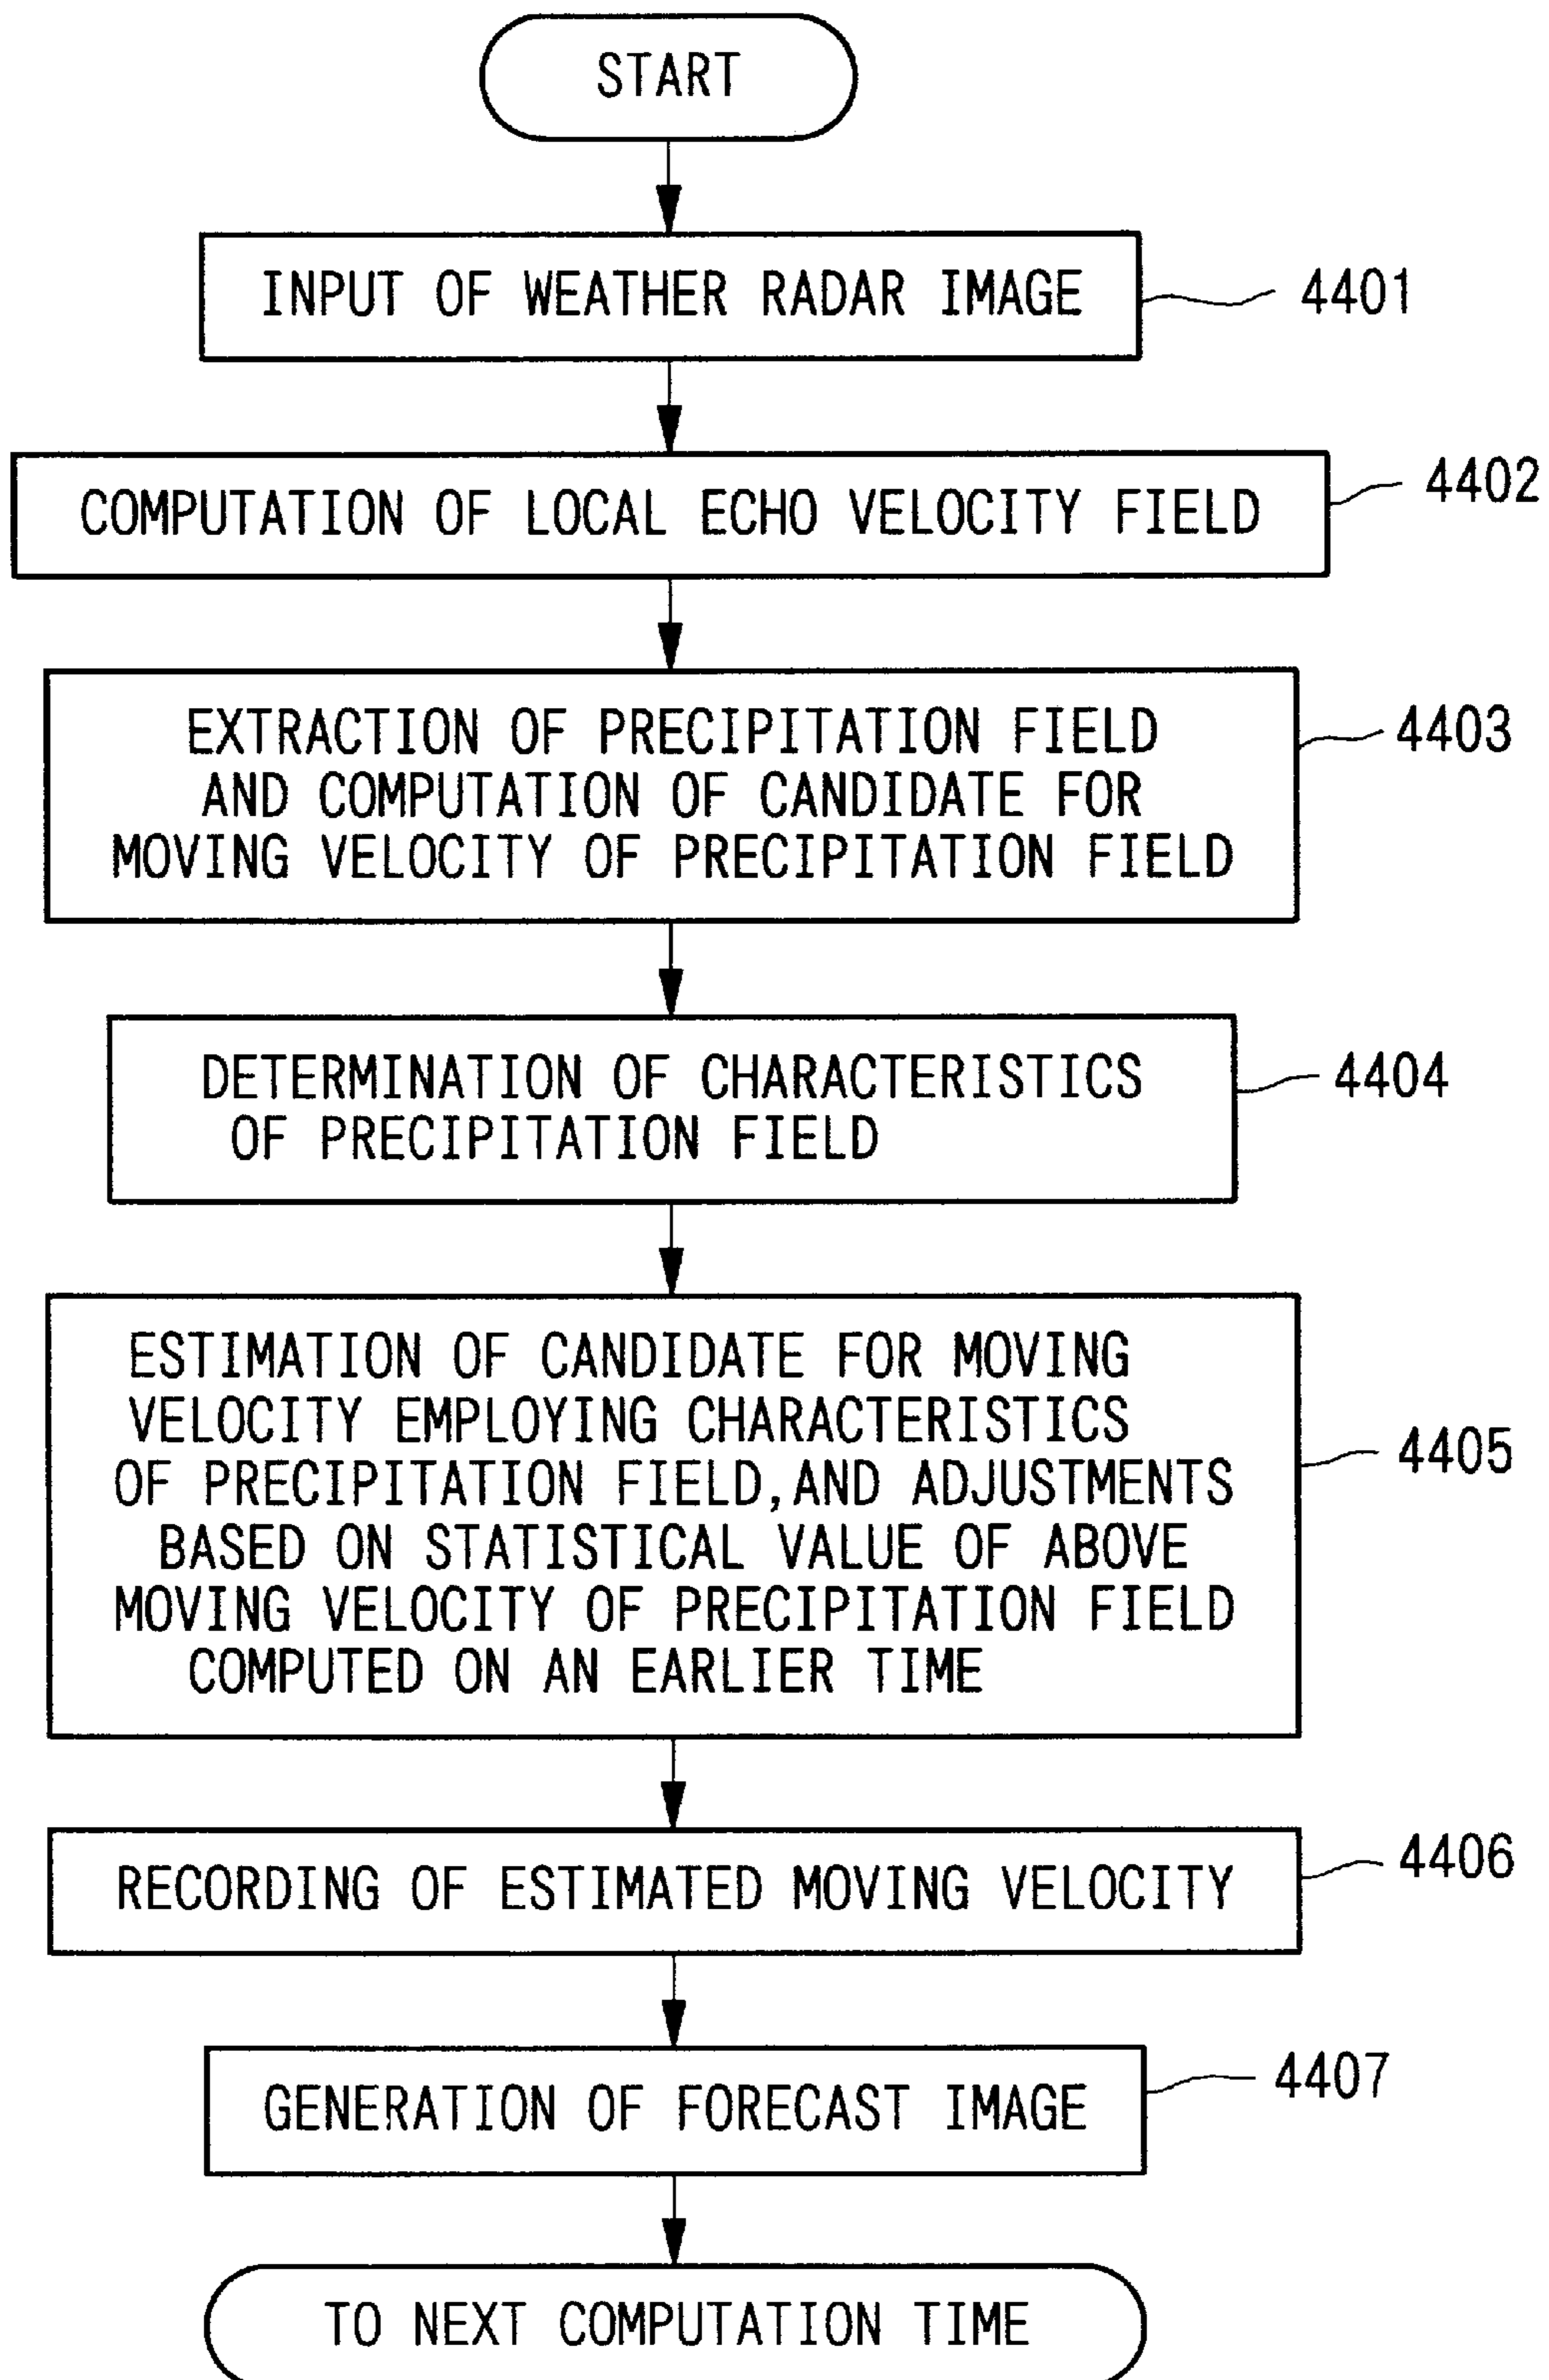 START
INPUT OF WEATHER RADAR IMAGE
4401
COMPUTATION OF LOCAL ECHO VELOCITY FIELD
4402
EXTRACTION OF PRECIPITATION FIELD
AND COMPUTATION OF CANDIDATE FOR
MOVING VELOCITY OF PRECIPITATION FIELD
4403
DETERMINATION OF CHARACTERISTICS
OF PRECIPITATION FIELD
4404
ESTIMATION OF CANDIDATE FOR MOVING
VELOCITY EMPLOYING CHARACTERISTICS
OF PRECIPITATION FIELD,AND ADJUSTMENTS
BASED ON STATISTICAL VALUE OF ABOVE
MOVING VELOCITY OF PRECIPITATION FIELD
COMPUTED ON AN EARLIER TIME
4405
RECORDING OF ESTIMATED MOVING VELOCITY
4406
GENERATION OF FORECAST IMAGE
4407
TO NEXT COMPUTATION TIME